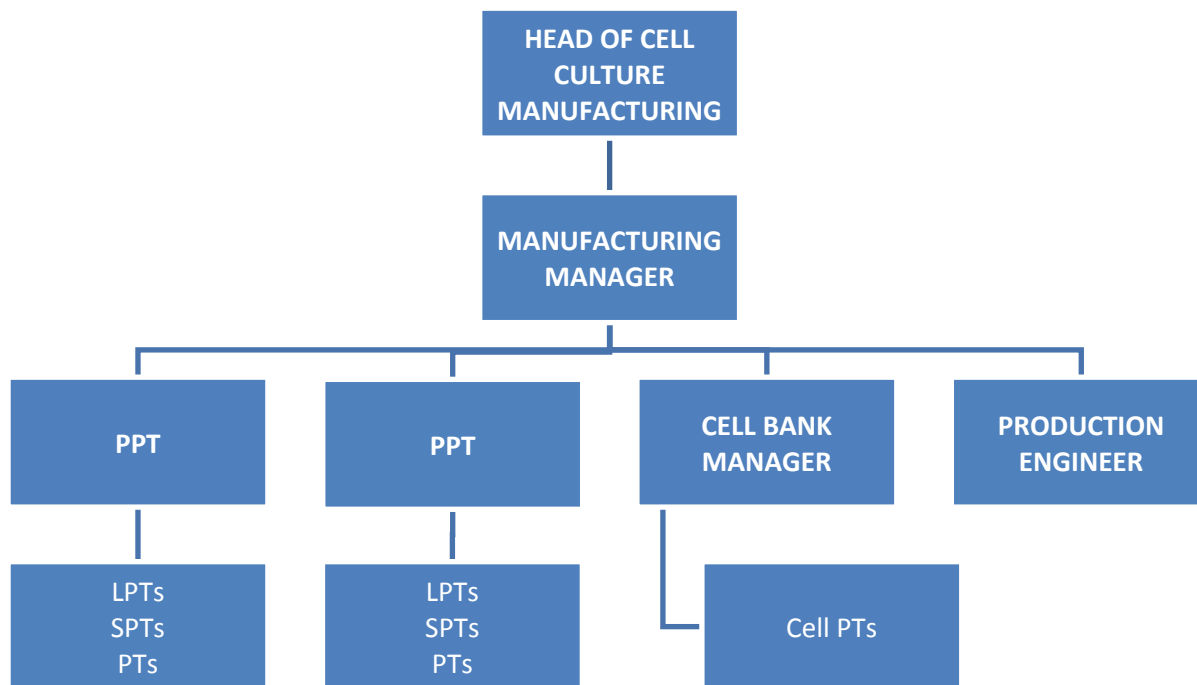 HEAD OF CELL
CULTURE
MANUFACTURING
MANUFACTURING
MANAGER
PPT
PPT
CELL BANK
MANAGER
PRODUCTION
ENGINEER
LPTs
SPTs
PTs
LPTs
SPTs
PTs
Cell PTs